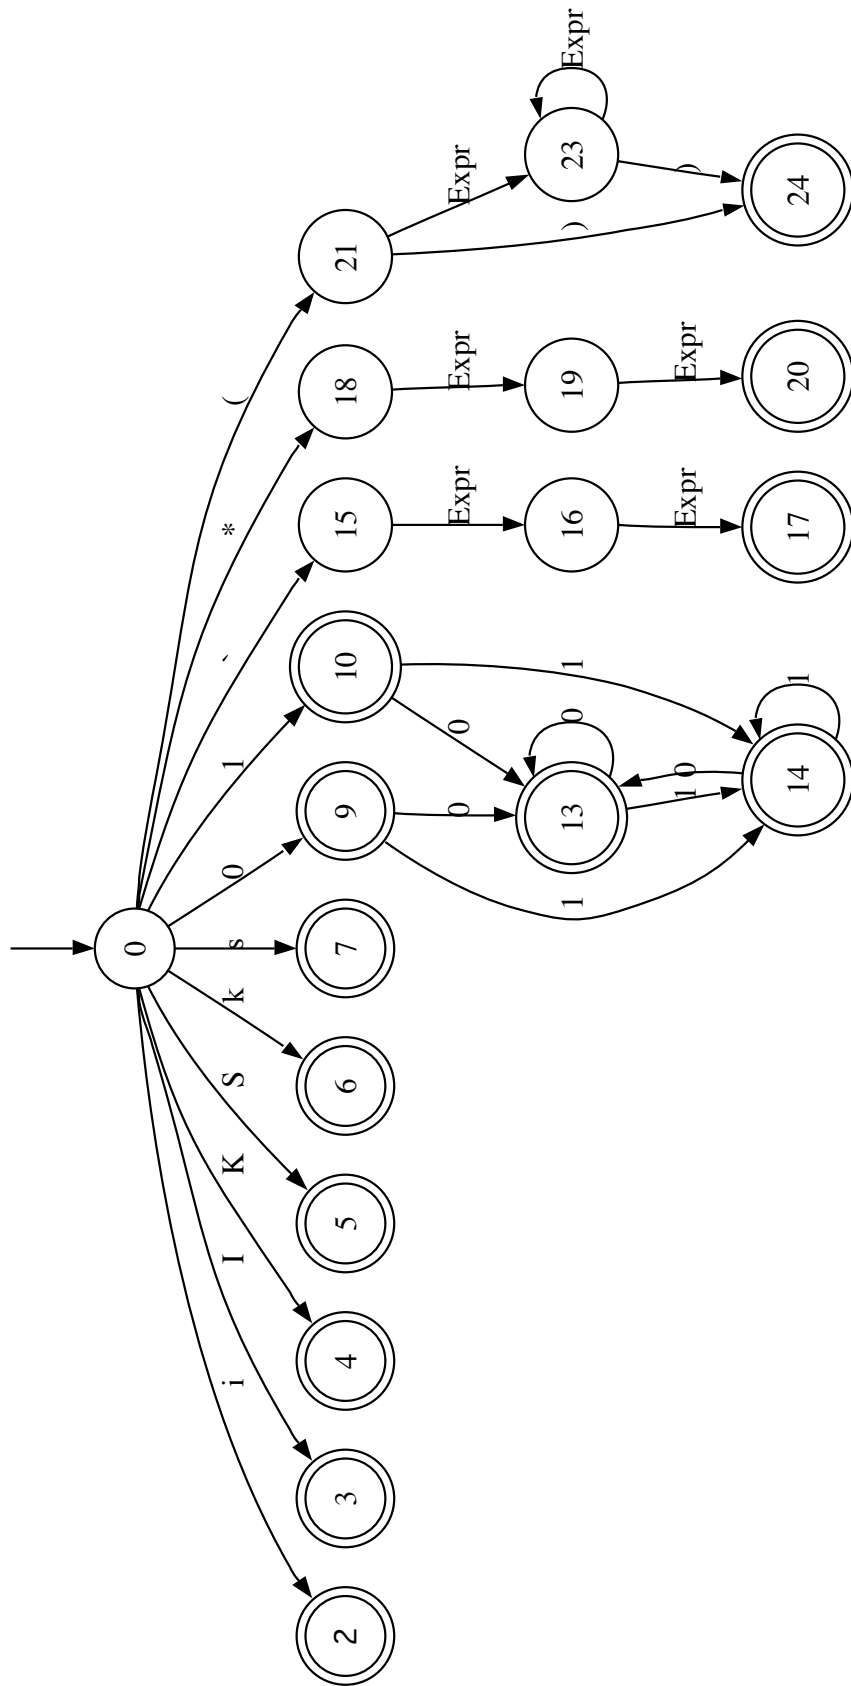 0
i I K S k s 0 1 ` * (
2 3 4 5 6 7 9 10 15 18 21
0 0 Expr Expr Expr
1 13 0 1 16 19 ) 23 Expr
1 0 Expr Expr )
14 1 17 20 24